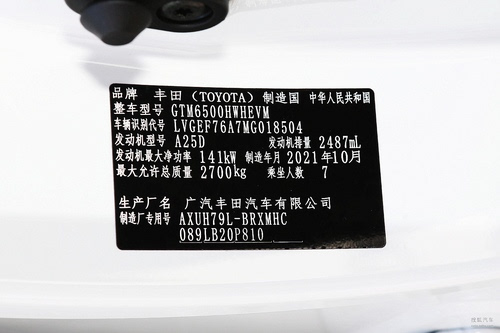 品牌 丰田(TOYOTA) 制造国 中华人民共和国
整车型号 GTM6500HWHEVM
车辆识别代号 LVGEF76A7MG018504
发动机型号 A25D 发动机排量 2487mL
发动机最大净功率 141kW 制造年月 2021年10月
最大允许总质量 2700kg 乘坐人数 7
生产厂名 广汽丰田汽车有限公司
制造厂专用号 AXUH79L-BRXMHC
089LB20P810
搜狐汽车